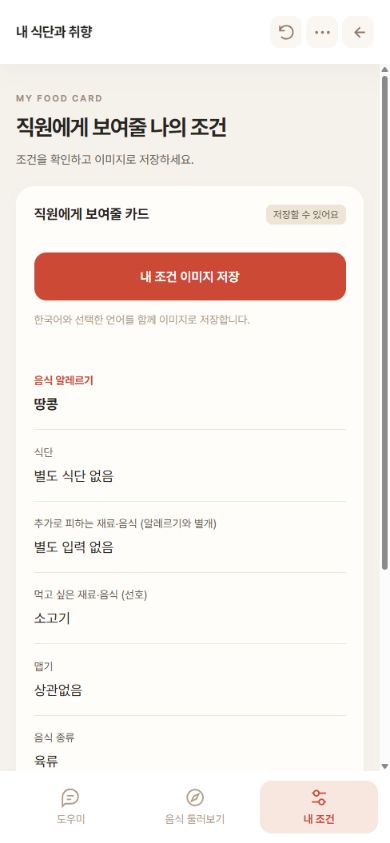 내 식단과 취향
MY FOOD CARD
직원에게 보여줄 나의 조건
조건을 확인하고 이미지로 저장하세요.
직원에게 보여줄 카드
저장할 수 있어요
내 조건 이미지 저장
한국어와 선택한 언어를 함께 이미지로 저장합니다.
음식 알레르기
땅콩
식단
별도 식단 없음
추가로 피하는 재료·음식 (알레르기와 별개)
별도 입력 없음
먹고 싶은 재료·음식 (선호)
소고기
맵기
상관없음
음식 종류
육류
도우미
음식 둘러보기
내 조건